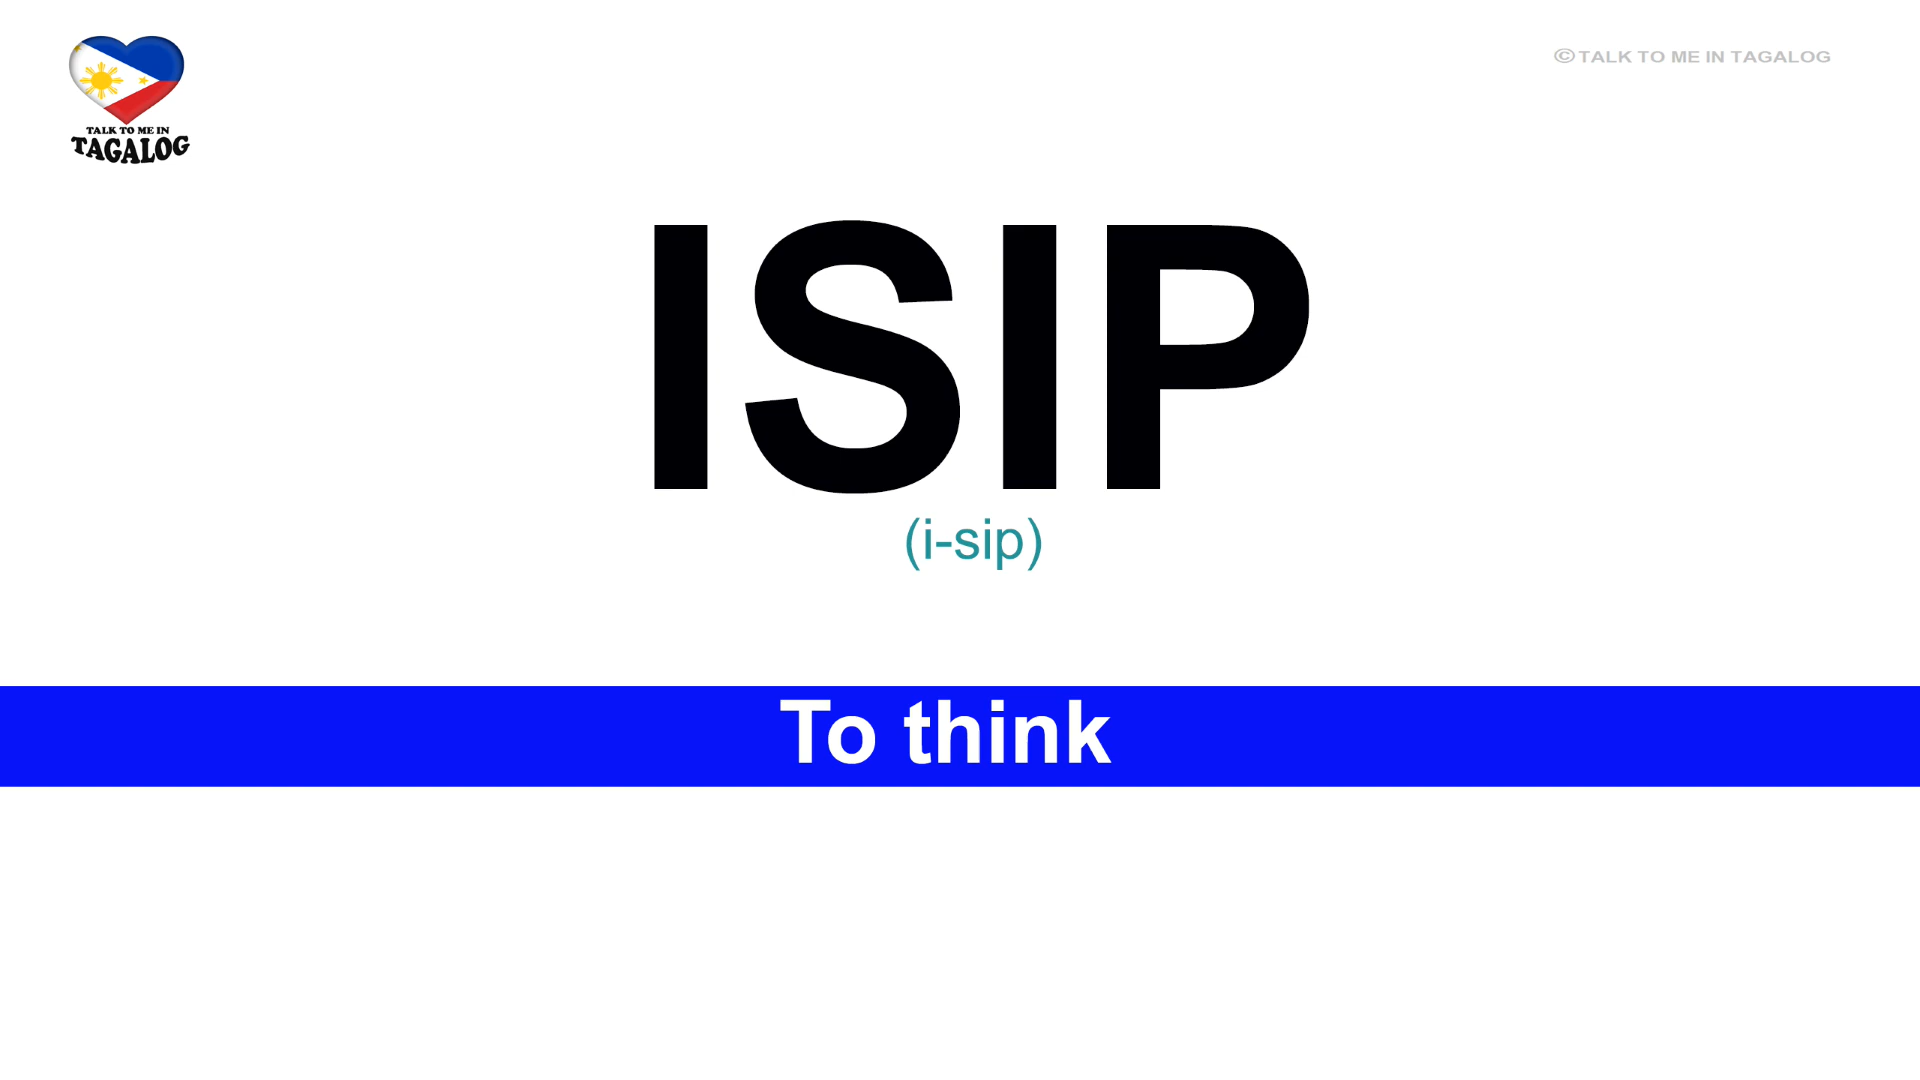 TALK TO ME IN
TAGALOG
© TALK TO ME IN TAGALOG
ISIP
(i-sip)
To think